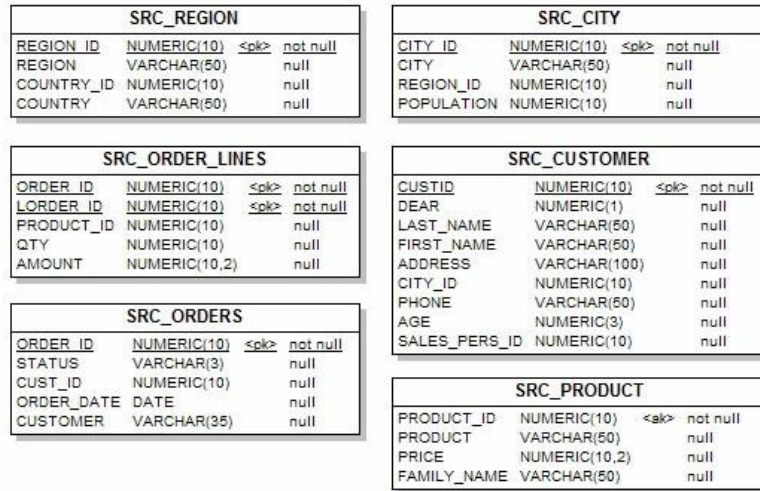 SRC_REGION
REGION_ID NUMERIC(10) <pk> not null
REGION VARCHAR(50) null
COUNTRY_ID NUMERIC(10) null
COUNTRY VARCHAR(50) null
SRC_CITY
CITY_ID NUMERIC(10) <pk> not null
CITY VARCHAR(50) null
REGION_ID NUMERIC(10) null
POPULATION NUMERIC(10) null
SRC_ORDER_LINES
ORDER_ID NUMERIC(10) <pk> not null
LORDER_ID NUMERIC(10) <pk> not null
PRODUCT_ID NUMERIC(10) null
QTY NUMERIC(10) null
AMOUNT NUMERIC(10,2) null
SRC_CUSTOMER
CUSTID NUMERIC(10) <pk> not null
DEAR NUMERIC(1) null
LAST_NAME VARCHAR(50) null
FIRST_NAME VARCHAR(50) null
ADDRESS VARCHAR(100) null
CITY_ID NUMERIC(10) null
PHONE VARCHAR(50) null
AGE NUMERIC(3) null
SALES_PERS_ID NUMERIC(10) null
SRC_ORDERS
ORDER_ID NUMERIC(10) <pk> not null
STATUS VARCHAR(3) null
CUST_ID NUMERIC(10) null
ORDER_DATE DATE null
CUSTOMER VARCHAR(35) null
SRC_PRODUCT
PRODUCT_ID NUMERIC(10) <ak> not null
PRODUCT VARCHAR(50) null
PRICE NUMERIC(10,2) null
FAMILY_NAME VARCHAR(50) null